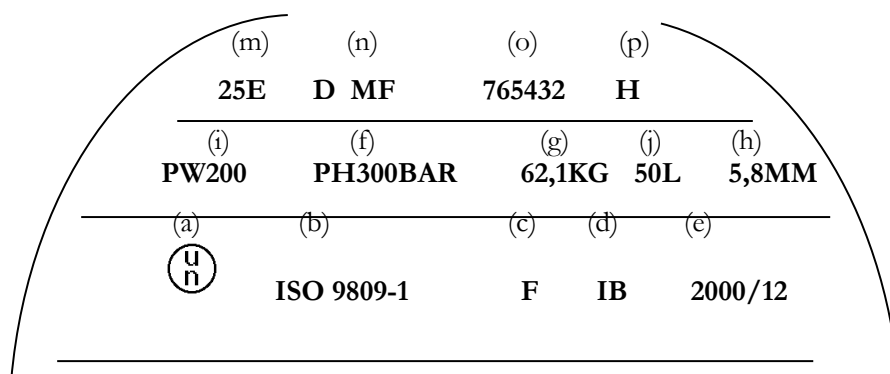 (m) (n) (o) (p)
25E D MF 765432 H
(i) (f) (g) (j) (h)
PW200 PH300BAR 62,1KG 50L 5,8MM
(a) (b) (c) (d) (e)
u
n
ISO 9809-1 F IB 2000/12